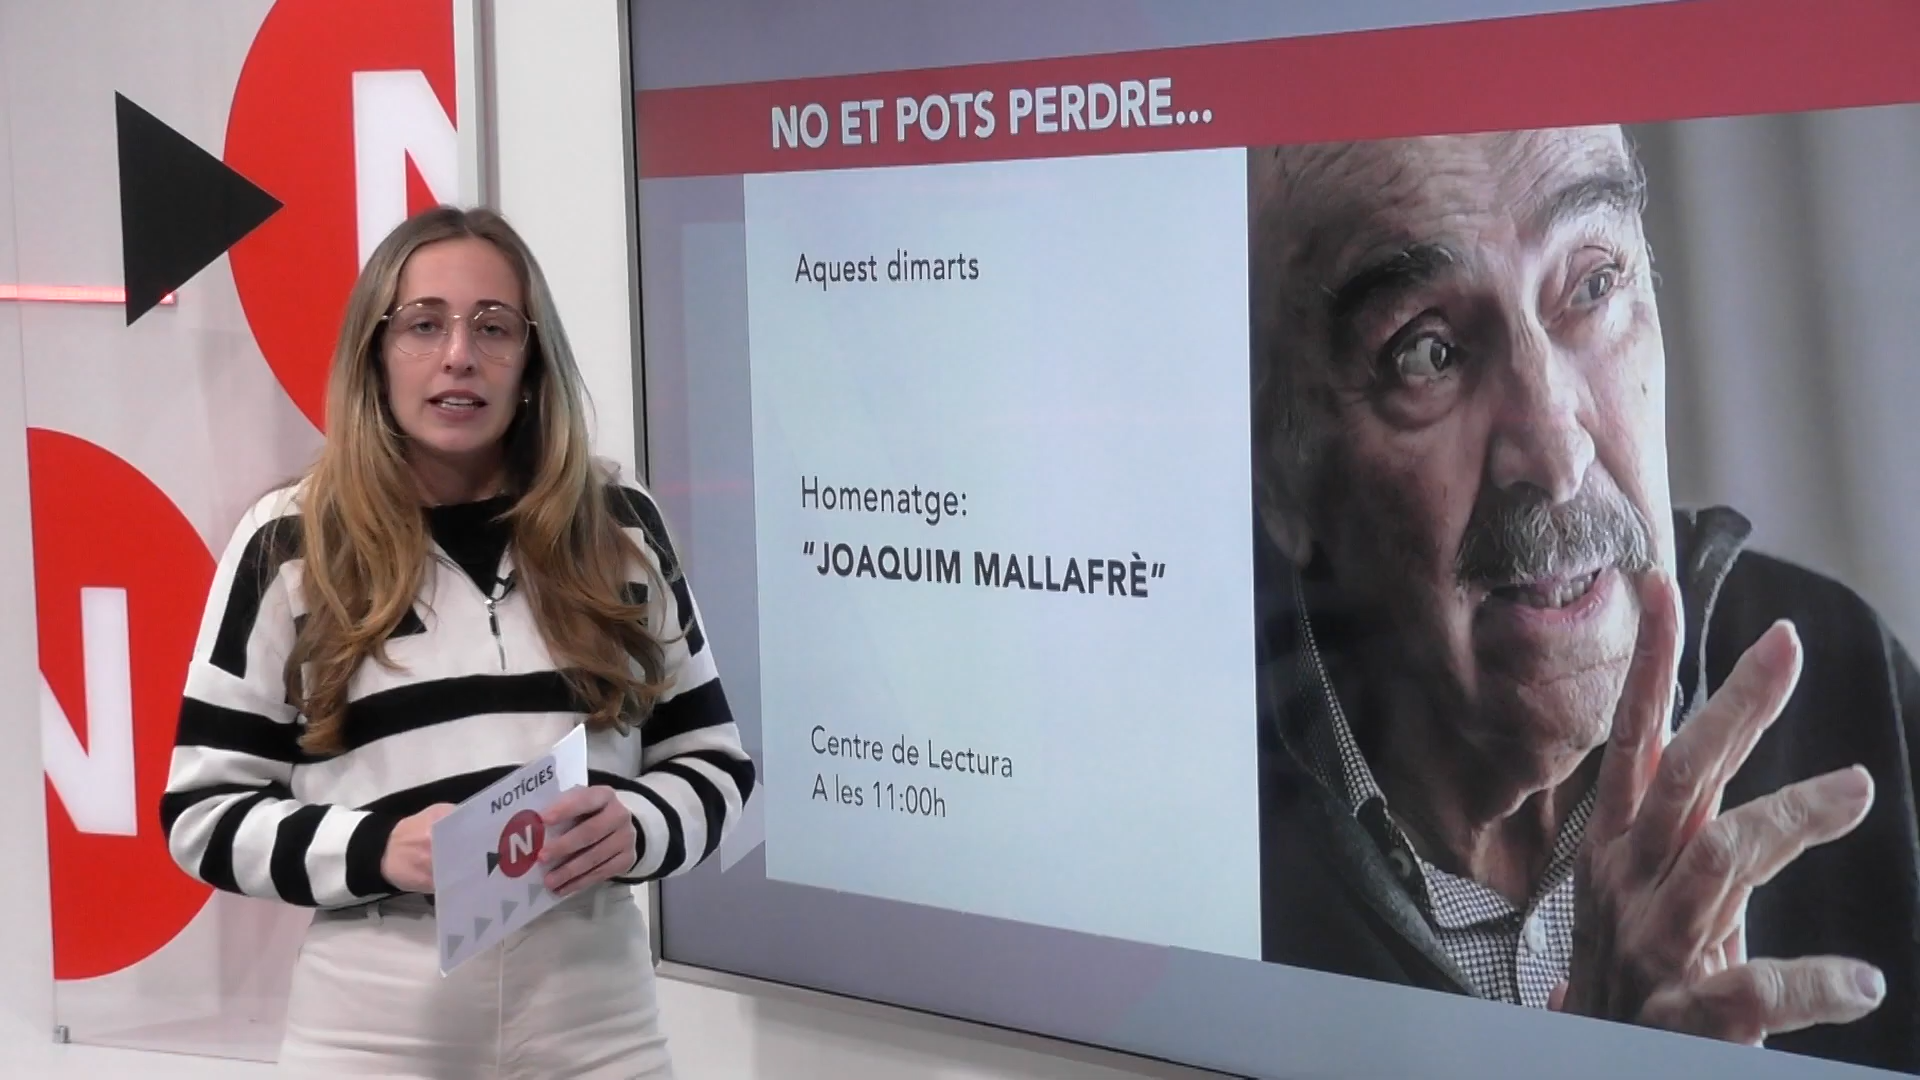 N
NO ET POTS PERDRE...
Aquest dimarts
Homenatge:
“JOAQUIM MALLAFRÈ”
Centre de Lectura
A les 11:00h
N
NOTÍCIES
N